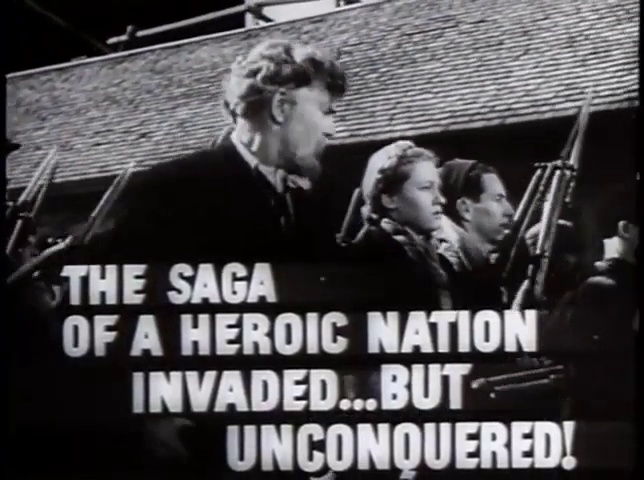 THE SAGA
OF A HEROIC NATION
INVADED...BUT
UNCONQUERED!